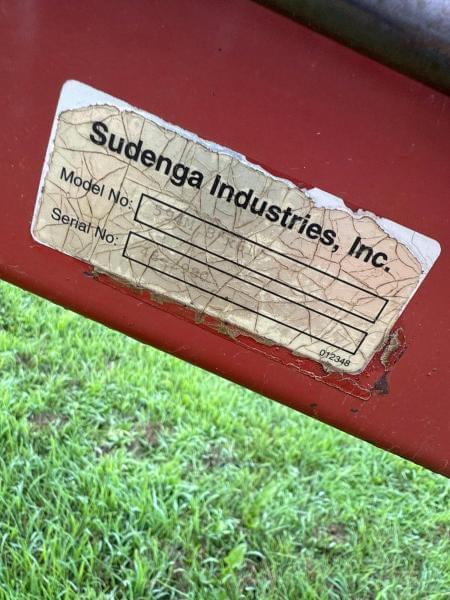 Sudenga Industries, Inc.
Model No:
Serial No:
012348